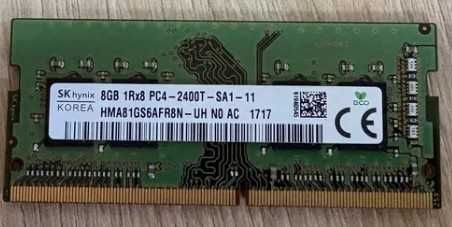 SK hynix
KOREA
8GB 1Rx8 PC4-2400T-SA1-11
HMA81GS6AFR8N-UH N0 AC 1717
ECO
CE